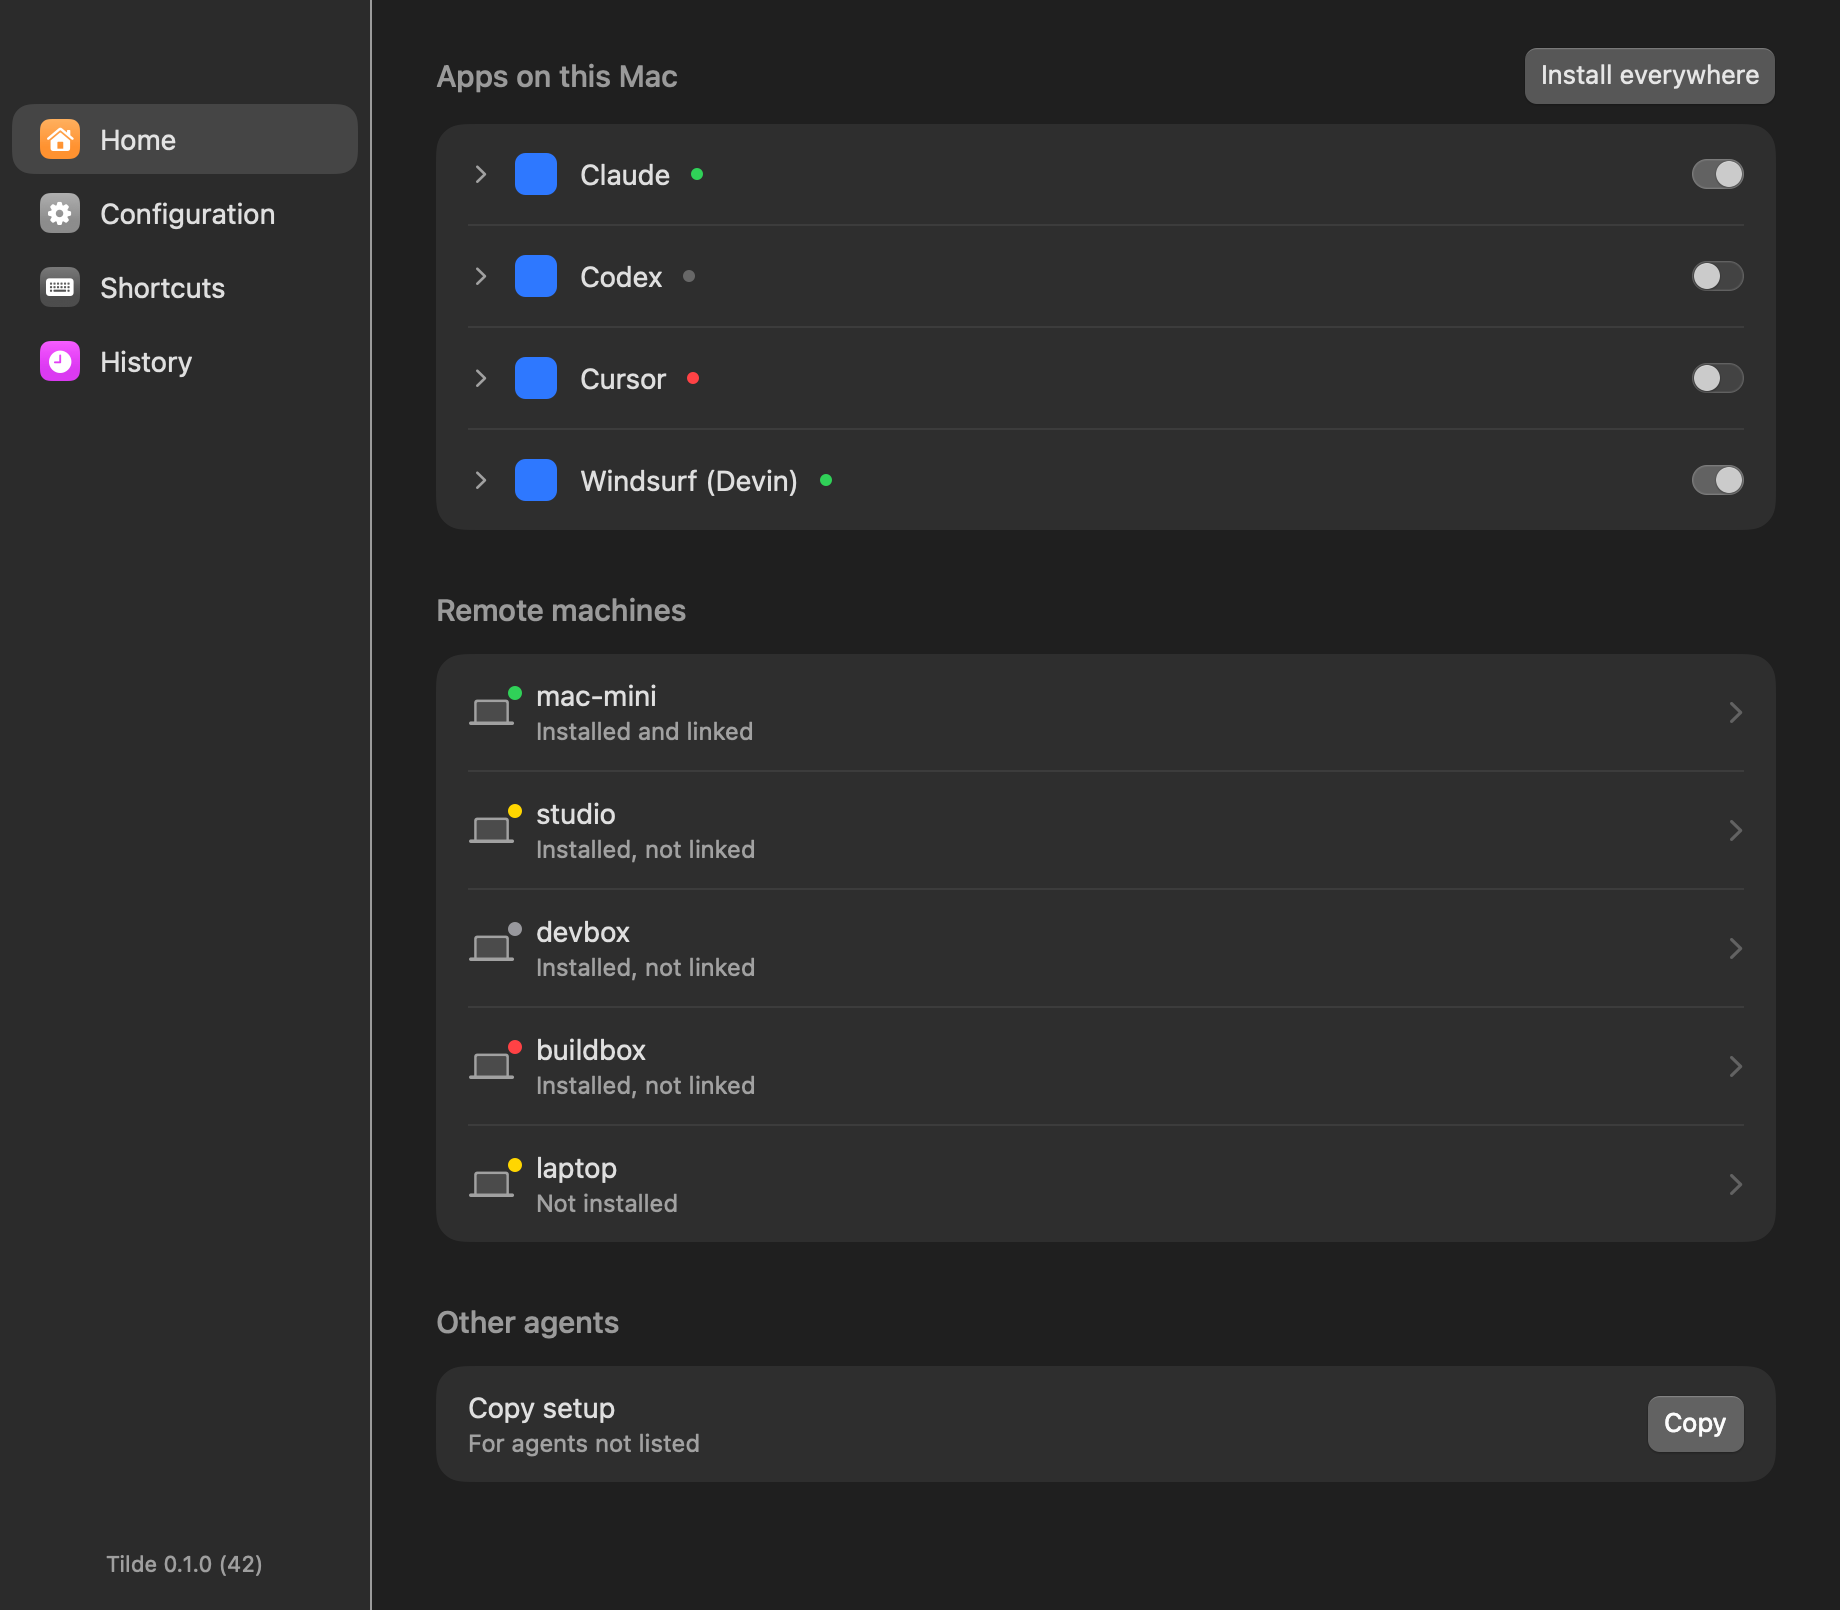 Home
Configuration
Shortcuts
History
Tilde 0.1.0 (42)
Apps on this Mac
Install everywhere
Claude
Codex
Cursor
Windsurf (Devin)
Remote machines
mac-mini
Installed and linked
studio
Installed, not linked
devbox
Installed, not linked
buildbox
Installed, not linked
laptop
Not installed
Other agents
Copy setup
For agents not listed
Copy